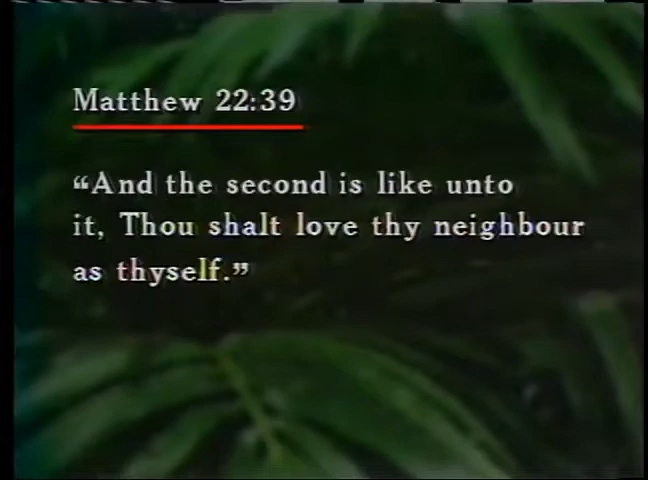 Matthew 22:39
“And the second is like unto
it, Thou shalt love thy neighbour
as thyself.”